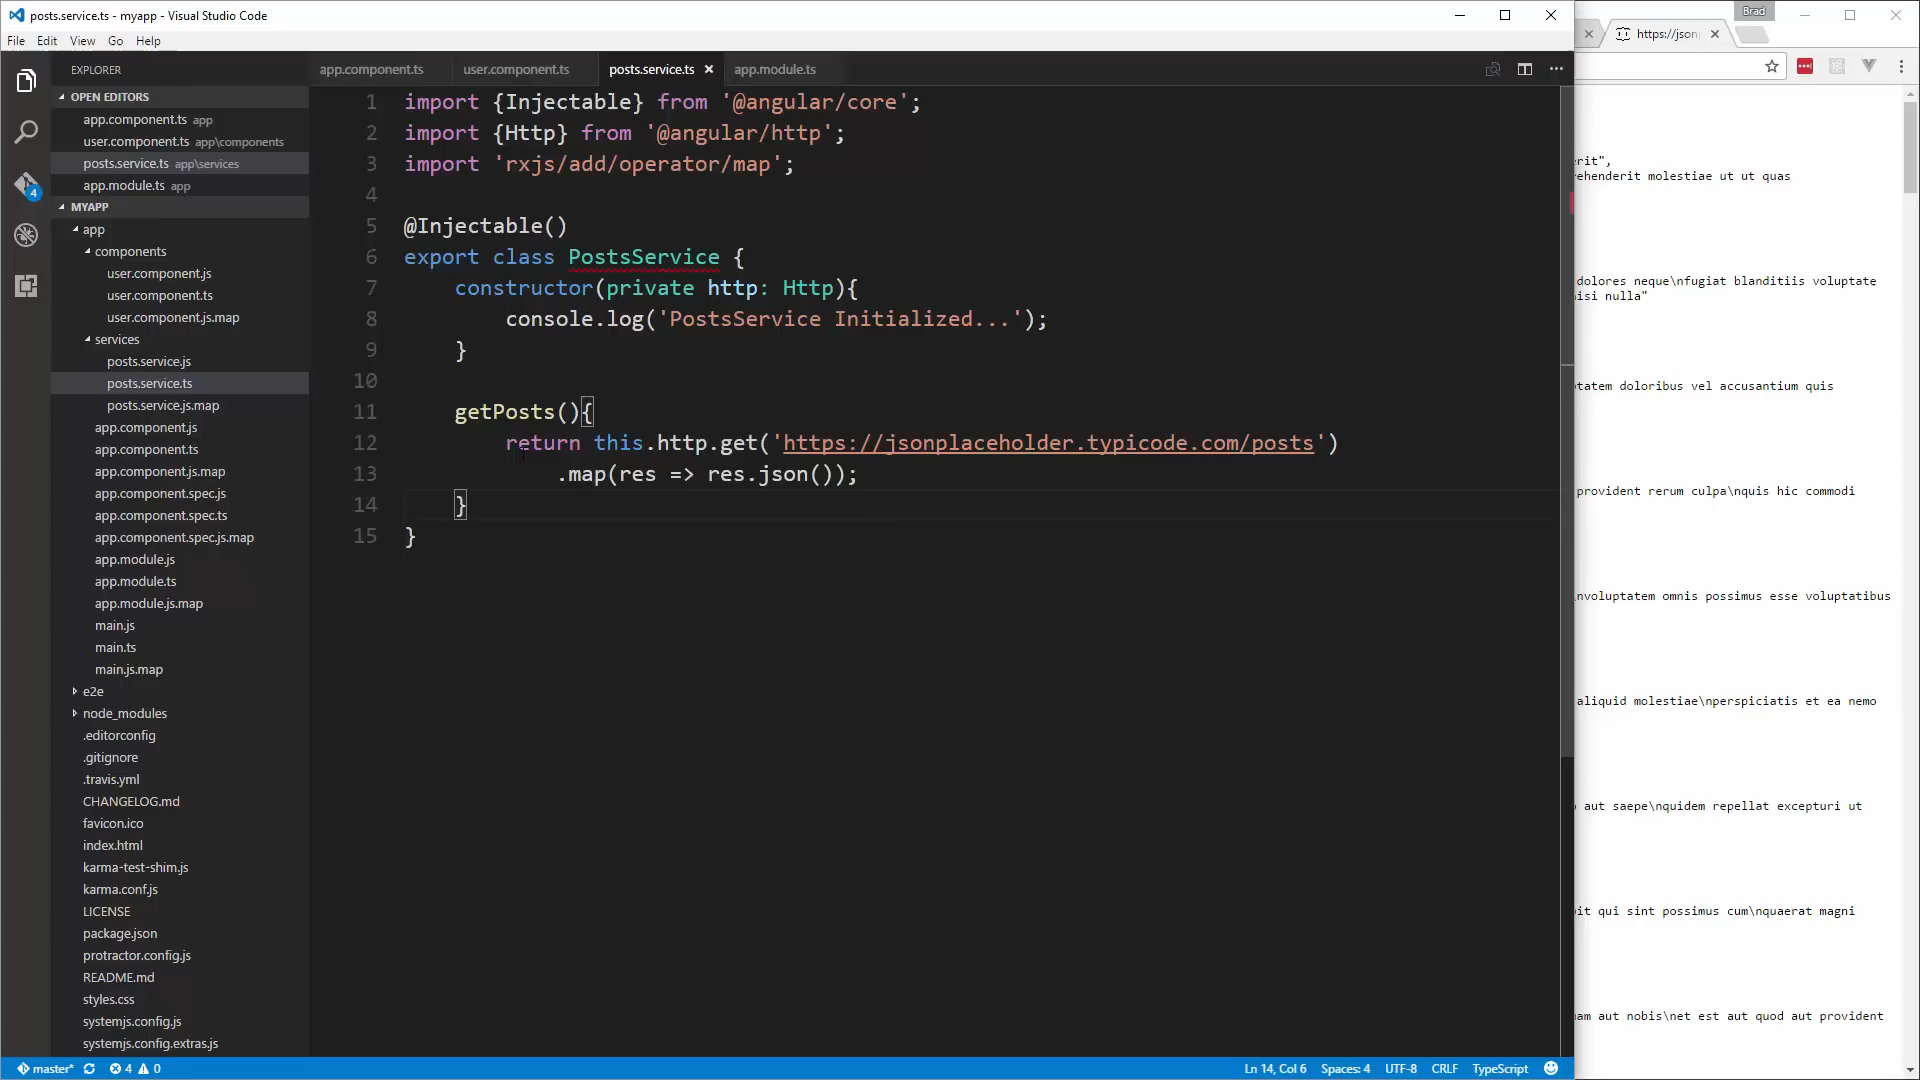 posts.service.ts - myapp - Visual Studio Code
Brad
File Edit View Go Help
https://json
EXPLORER
app.component.ts user.component.ts posts.service.ts app.module.ts
OPEN EDITORS
app.component.ts app
user.component.ts app\components
posts.service.ts app\services
app.module.ts app
4
MYAPP
app
components
user.component.js
user.component.ts
user.component.js.map
services
posts.service.js
posts.service.ts
posts.service.js.map
app.component.js
app.component.ts
app.component.js.map
app.component.spec.js
app.component.spec.ts
app.component.spec.js.map
app.module.js
app.module.ts
app.module.js.map
main.js
main.ts
main.js.map
e2e
node_modules
.editorconfig
.gitignore
.travis.yml
CHANGELOG.md
favicon.ico
index.html
karma-test-shim.js
karma.conf.js
LICENSE
package.json
protractor.config.js
README.md
styles.css
systemjs.config.js
systemjs.config.extras.js
1 import {Injectable} from '@angular/core';
2 import {Http} from '@angular/http';
3 import 'rxjs/add/operator/map';
4
5 @Injectable()
6 export class PostsService {
7 constructor(private http: Http){
8 console.log('PostsService Initialized...');
9 }
10
11 getPosts(){
12 return this.http.get('https://jsonplaceholder.typicode.com/posts')
13 .map(res => res.json());
14 }
15 }
rit",
ehenderit molestiae ut ut quas
dolores neque\nfugiat blanditiis voluptate
nisi nulla"
tatem doloribus vel accusantium quis
provident rerum culpa\nquis hic commodi
\nvoluptatem omnis possimus esse voluptatibus
aliquid molestiae\nperspiciatis et ea nemo
aut saepe\nquidem repellat excepturi ut
it qui sint possimus cum\nquaerat magni
am aut nobis\net est aut quod aut provident
master* 4 0 Ln 14, Col 6 Spaces: 4 UTF-8 CRLF TypeScript